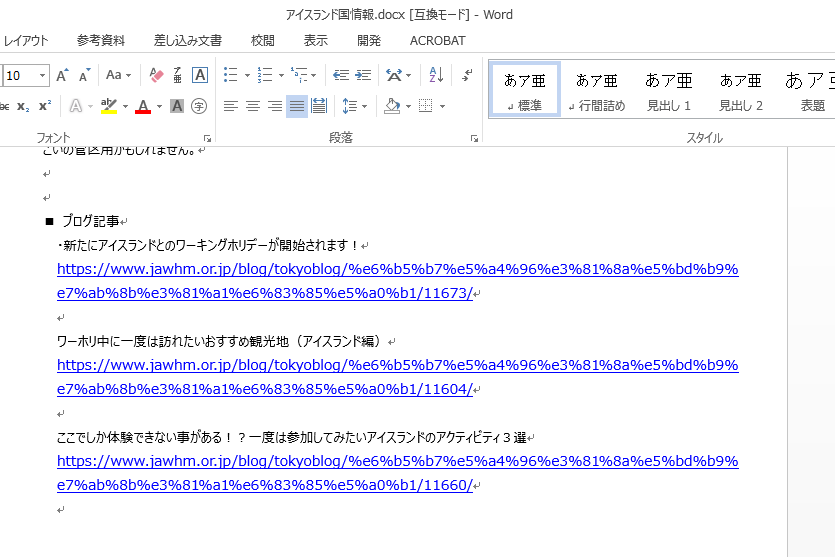 アイスランド国情報.docx [互換モード] - Word
レイアウト 参考資料 差し込み文書 校閲 表示 開発 ACROBAT
10 Aa A
abc x₂ x² A ab A A 字
あア亜 あア亜 あア亜 あア亜 あア亜
標準 行間詰め 見出し 1 見出し 2 表題
フォント 段落 スタイル
■ ブログ記事
・新たにアイスランドとのワーキングホリデーが開始されます！
https://www.jawhm.or.jp/blog/tokyoblog/%e6%b5%b7%e5%a4%96%e3%81%8a%e5%bd%b9%
e7%ab%8b%e3%81%a1%e6%83%85%e5%a0%b1/11673/
ワーホリ中に一度は訪れたいおすすめ観光地（アイスランド編）
https://www.jawhm.or.jp/blog/tokyoblog/%e6%b5%b7%e5%a4%96%e3%81%8a%e5%bd%b9%
e7%ab%8b%e3%81%a1%e6%83%85%e5%a0%b1/11604/
ここでしか体験できない事がある！？一度は参加してみたいアイスランドのアクティビティ３選
https://www.jawhm.or.jp/blog/tokyoblog/%e6%b5%b7%e5%a4%96%e3%81%8a%e5%bd%b9%
e7%ab%8b%e3%81%a1%e6%83%85%e5%a0%b1/11660/